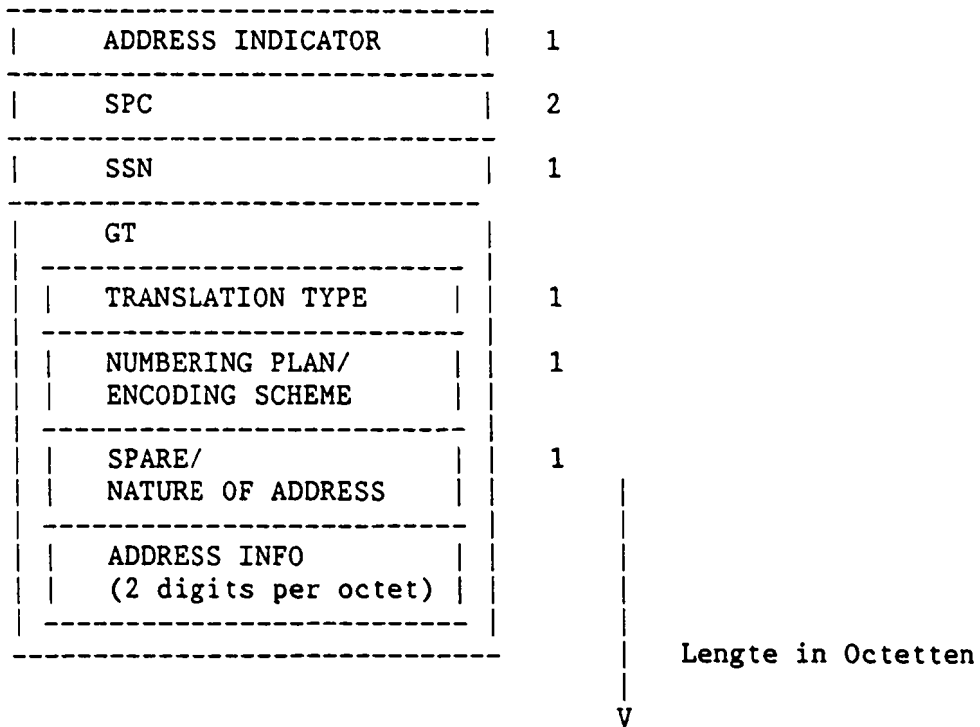 ADDRESS INDICATOR 1
SPC 2
SSN 1
GT
TRANSLATION TYPE 1
NUMBERING PLAN/ 1
ENCODING SCHEME
SPARE/ 1
NATURE OF ADDRESS
ADDRESS INFO
(2 digits per octet)
Lengte in Octetten
V